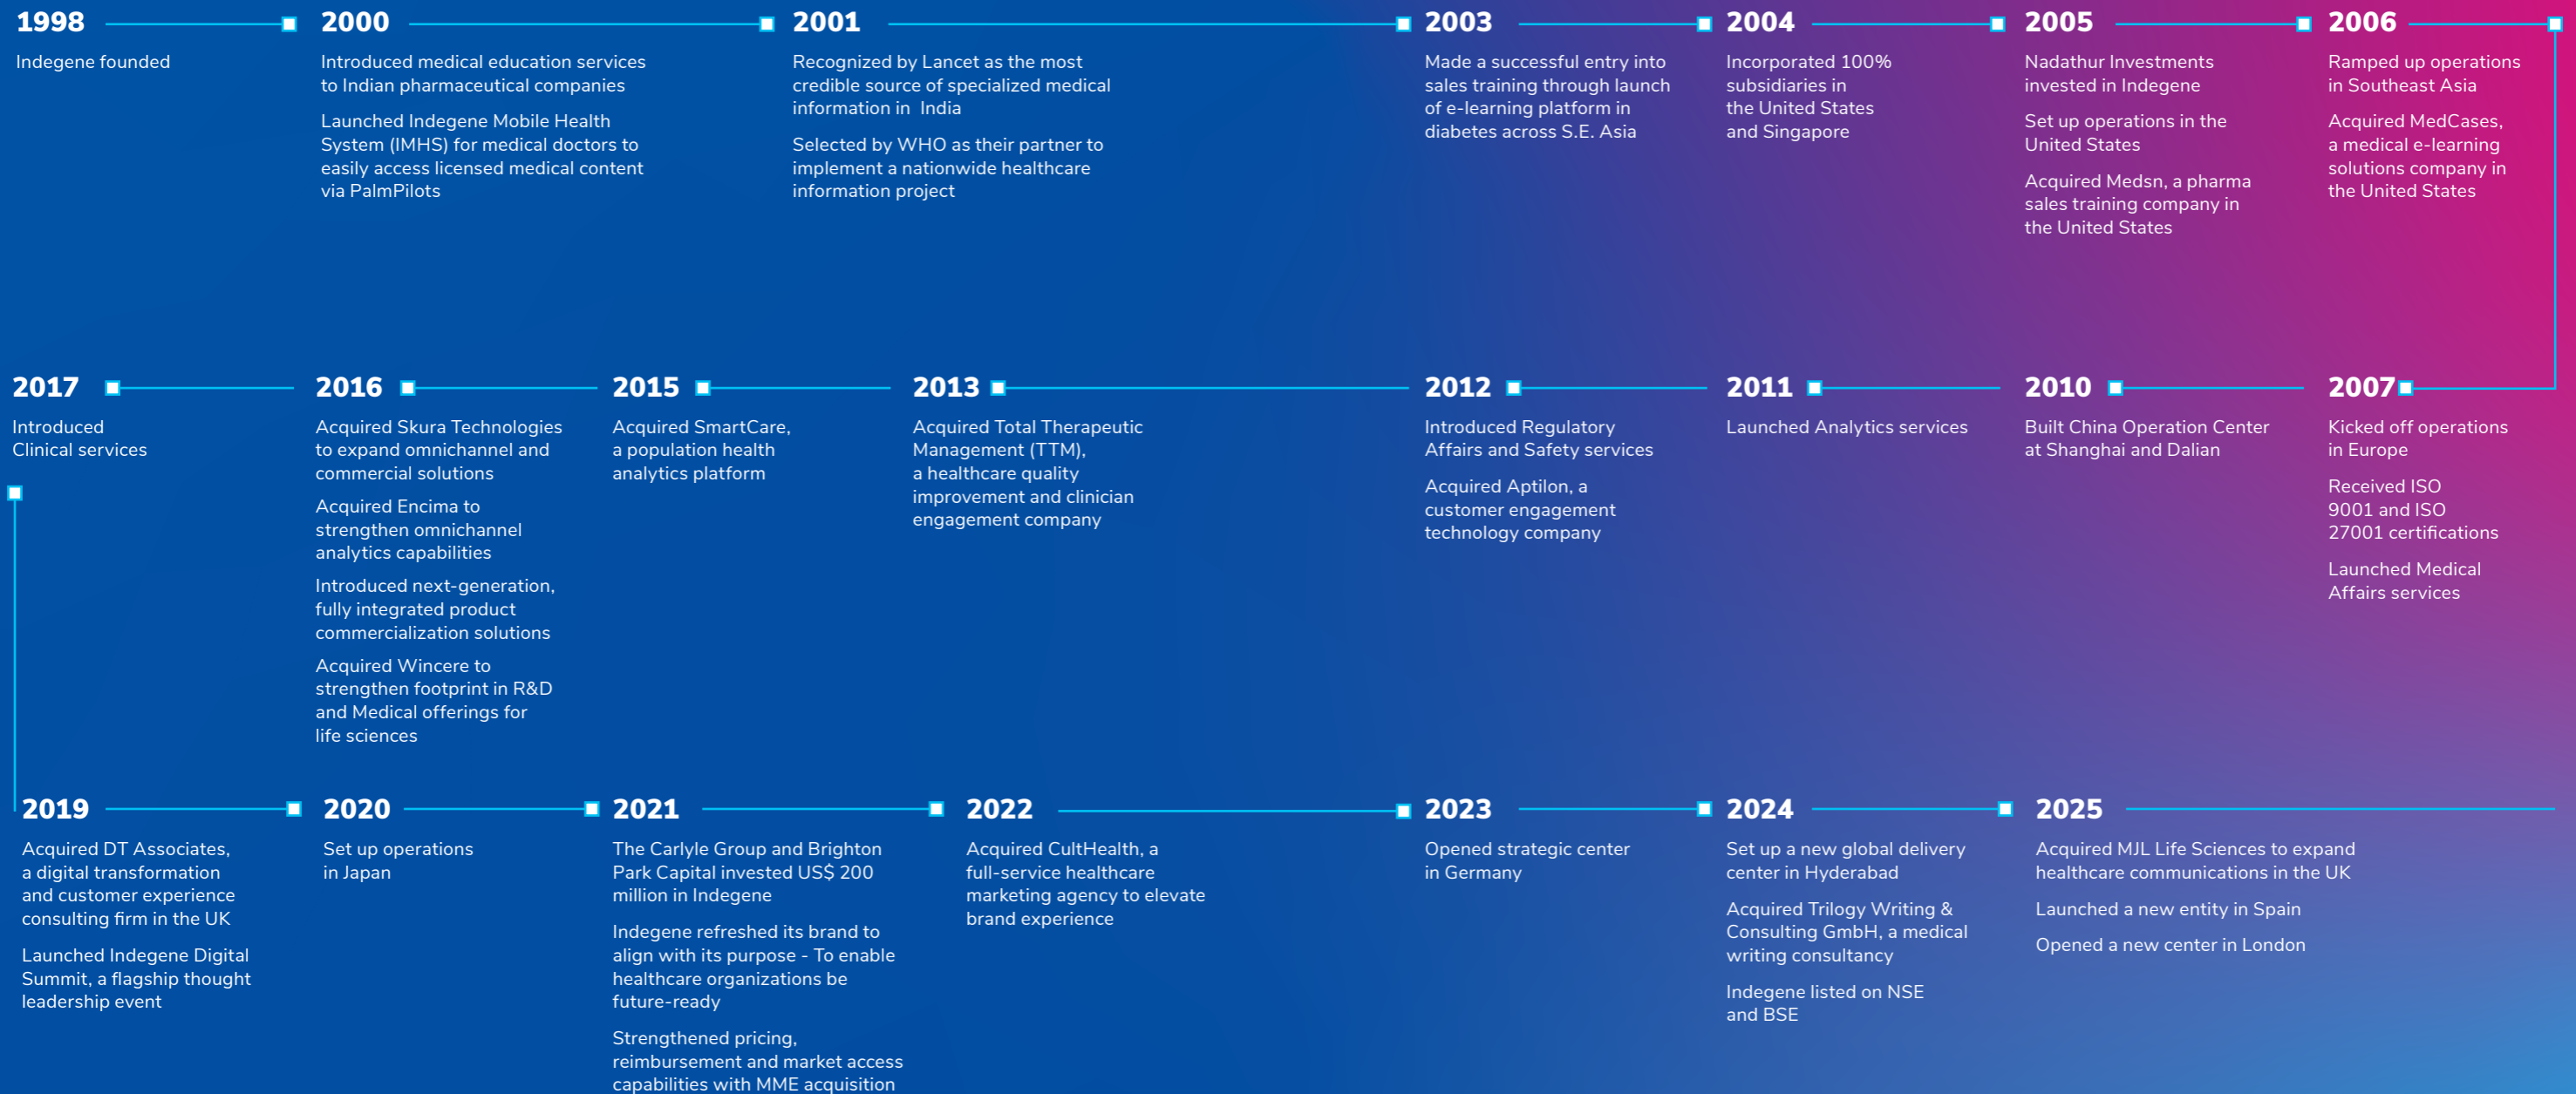 1998
Indegene founded
2000
Introduced medical education services
to Indian pharmaceutical companies
Launched Indegene Mobile Health
System (IMHS) for medical doctors to
easily access licensed medical content
via PalmPilots
2001
Recognized by Lancet as the most
credible source of specialized medical
information in India
Selected by WHO as their partner to
implement a nationwide healthcare
information project
2003
Made a successful entry into
sales training through launch
of e-learning platform in
diabetes across S.E. Asia
2004
Incorporated 100%
subsidiaries in
the United States
and Singapore
2005
Nadathur Investments
invested in Indegene
Set up operations in the
United States
Acquired Medsn, a pharma
sales training company in
the United States
2006
Ramped up operations
in Southeast Asia
Acquired MedCases,
a medical e-learning
solutions company in
the United States
2007
Kicked off operations
in Europe
Received ISO
9001 and ISO
27001 certifications
Launched Medical
Affairs services
2010
Built China Operation Center
at Shanghai and Dalian
2011
Launched Analytics services
2012
Introduced Regulatory
Affairs and Safety services
Acquired Aptilon, a
customer engagement
technology company
2013
Acquired Total Therapeutic
Management (TTM),
a healthcare quality
improvement and clinician
engagement company
2015
Acquired SmartCare,
a population health
analytics platform
2016
Acquired Skura Technologies
to expand omnichannel and
commercial solutions
Acquired Encima to
strengthen omnichannel
analytics capabilities
Introduced next-generation,
fully integrated product
commercialization solutions
Acquired Wincere to
strengthen footprint in R&D
and Medical offerings for
life sciences
2017
Introduced
Clinical services
2019
Acquired DT Associates,
a digital transformation
and customer experience
consulting firm in the UK
Launched Indegene Digital
Summit, a flagship thought
leadership event
2020
Set up operations
in Japan
2021
The Carlyle Group and Brighton
Park Capital invested US$ 200
million in Indegene
Indegene refreshed its brand to
align with its purpose - To enable
healthcare organizations be
future-ready
Strengthened pricing,
reimbursement and market access
capabilities with MME acquisition
2022
Acquired CultHealth, a
full-service healthcare
marketing agency to elevate
brand experience
2023
Opened strategic center
in Germany
2024
Set up a new global delivery
center in Hyderabad
Acquired Trilogy Writing &
Consulting GmbH, a medical
writing consultancy
Indegene listed on NSE
and BSE
2025
Acquired MJL Life Sciences to expand
healthcare communications in the UK
Launched a new entity in Spain
Opened a new center in London